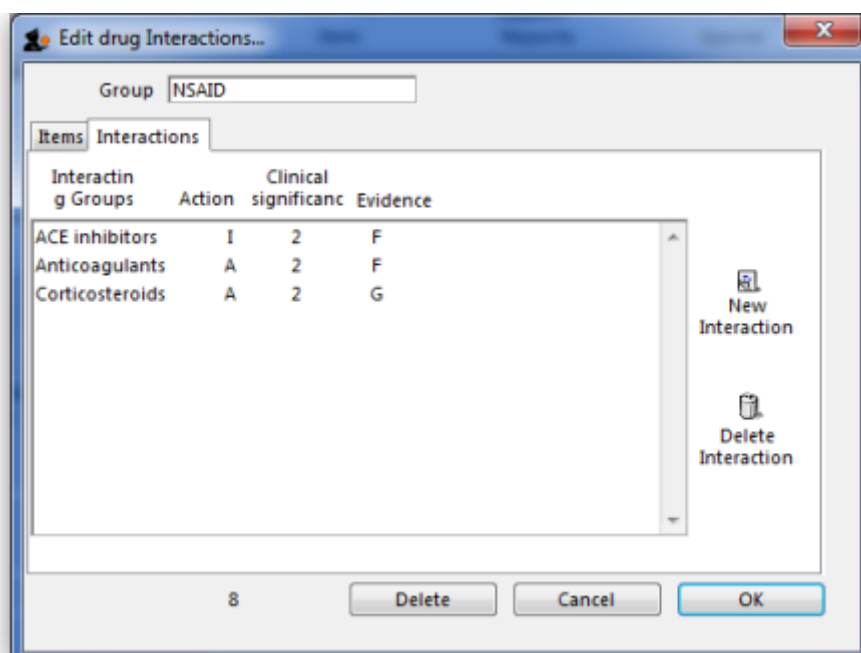 Edit drug Interactions...
Group NSAID
Items Interactions
Interactin Clinical
g Groups Action significanc Evidence
ACE inhibitors I 2 F
Anticoagulants A 2 F
Corticosteroids A 2 G
New
Interaction
Delete
Interaction
8 Delete Cancel OK